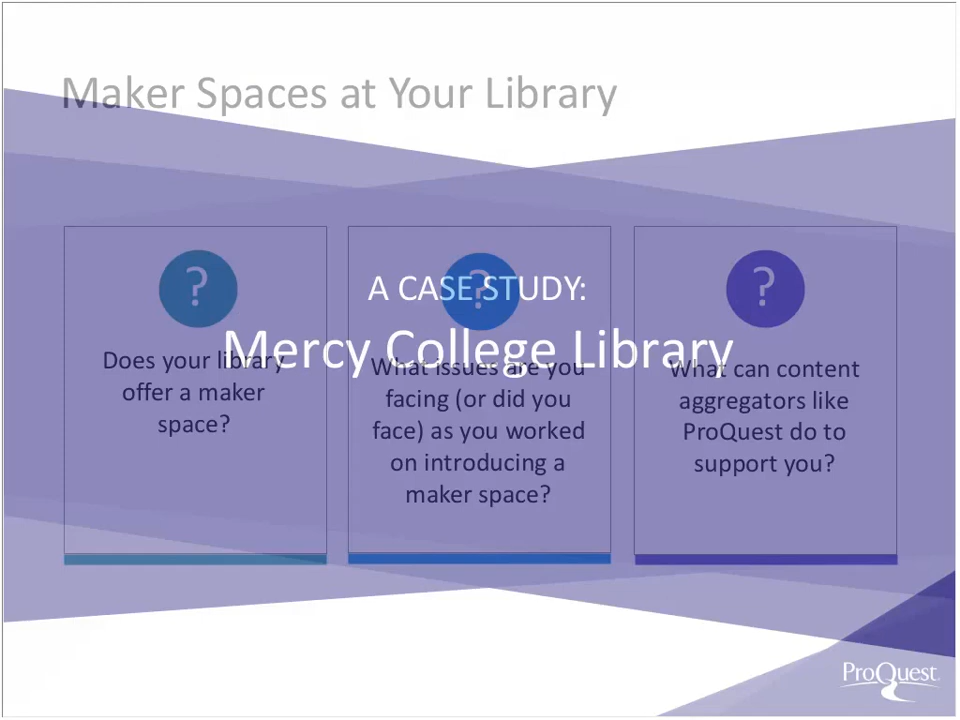 Maker Spaces at Your Library
?
Does your library
offer a maker
space?
?
What issues are you
facing (or did you
face) as you worked
on introducing a
maker space?
?
What can content
aggregators like
ProQuest do to
support you?
A CASE STUDY:
Mercy College Library
ProQuest